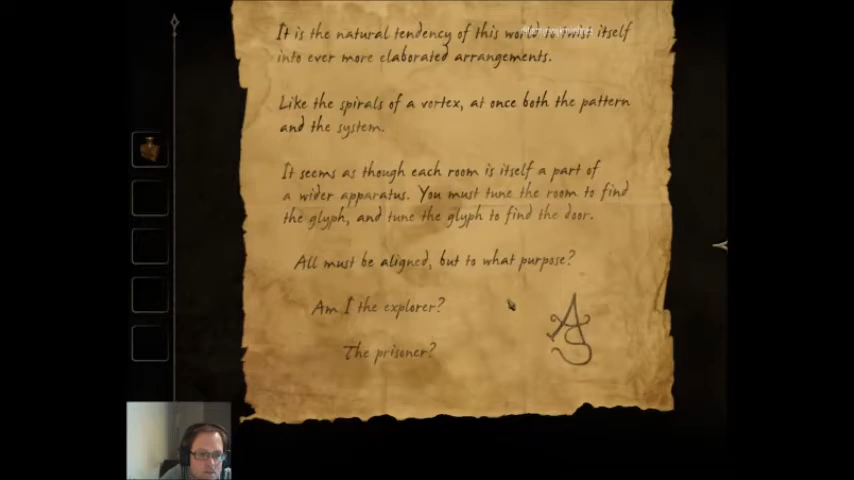 It is the natural tendency of this world to twist itself
into ever more elaborated arrangements.
Like the spirals of a vortex, at once both the pattern
and the system.
It seems as though each room is itself a part of
a wider apparatus. You must tune the room to find
the glyph, and tune the glyph to find the door.
All must be aligned, but to what purpose?
Am I the explorer?
The prisoner?
AS